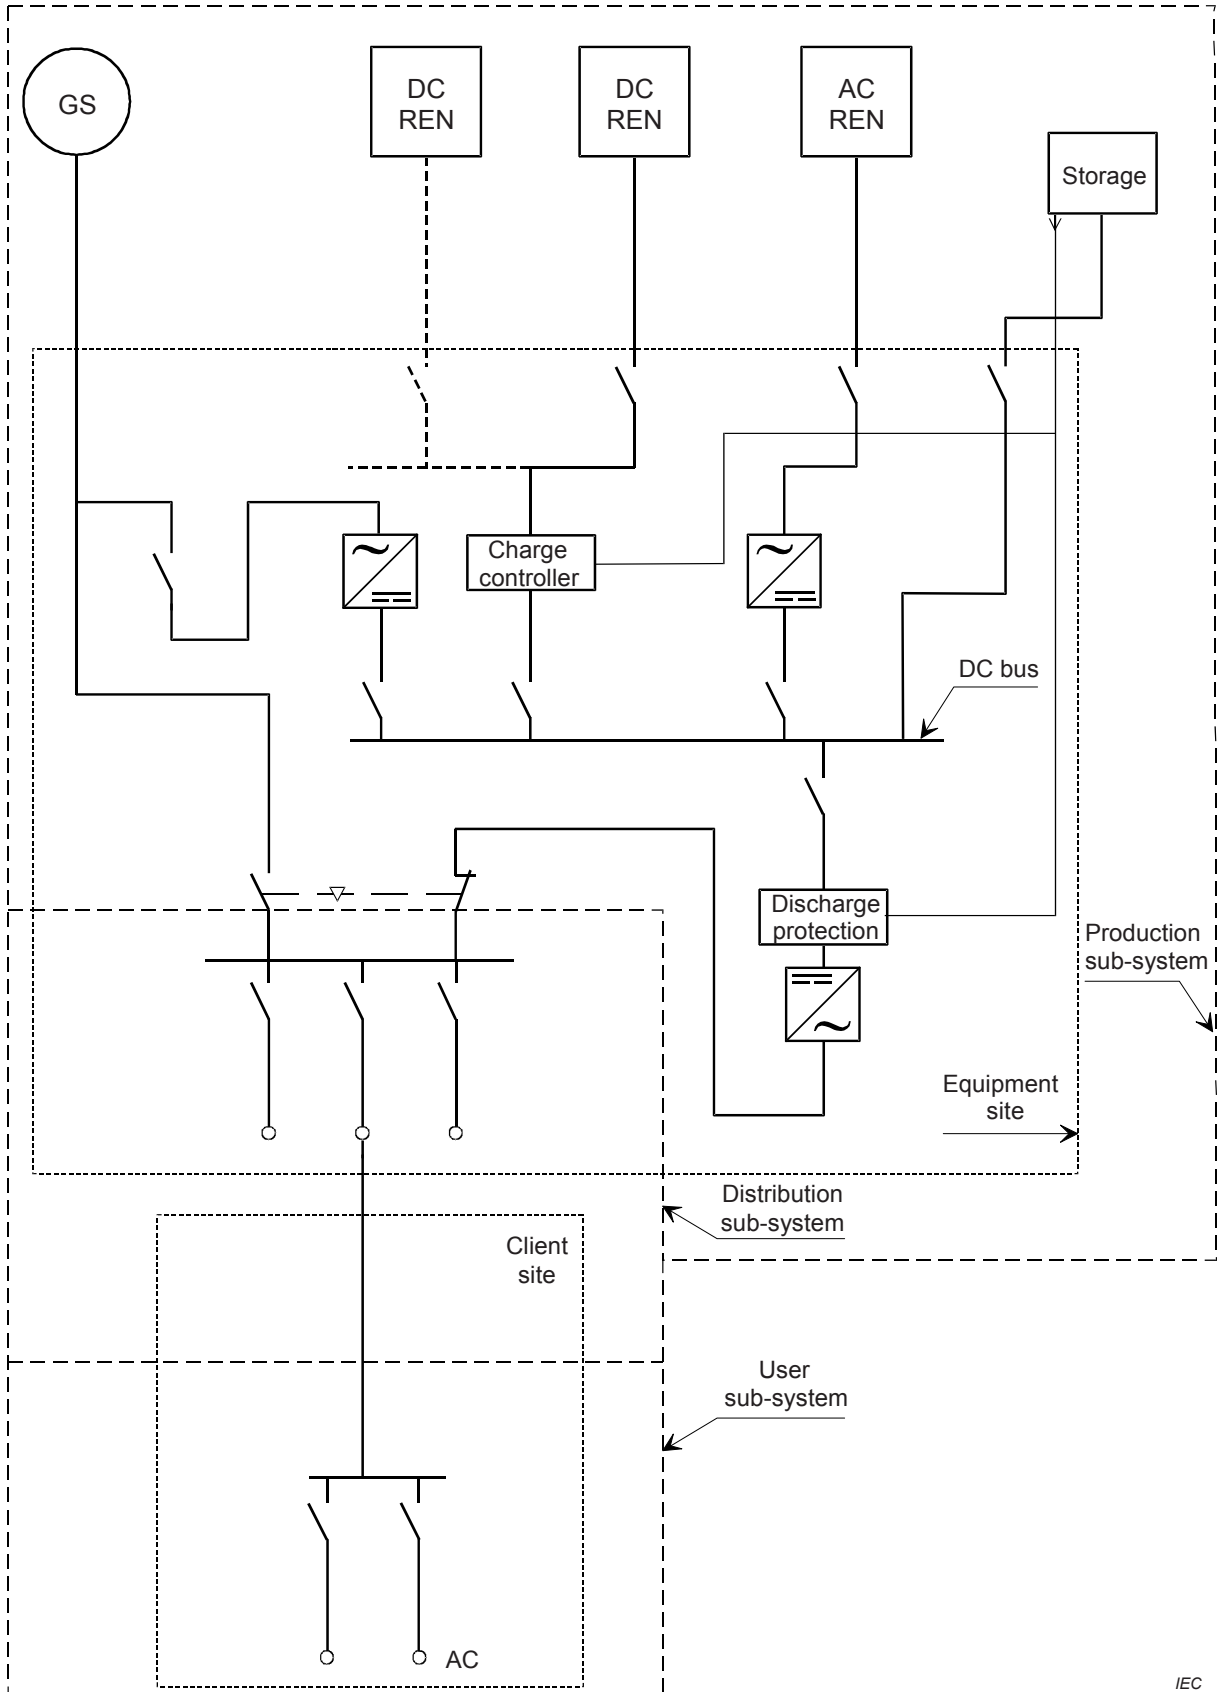 GS
DC
REN
DC
REN
AC
REN
Storage
Charge
controller
DC bus
Discharge
protection
Production
sub-system
Equipment
site
Distribution
sub-system
Client
site
User
sub-system
AC
IEC